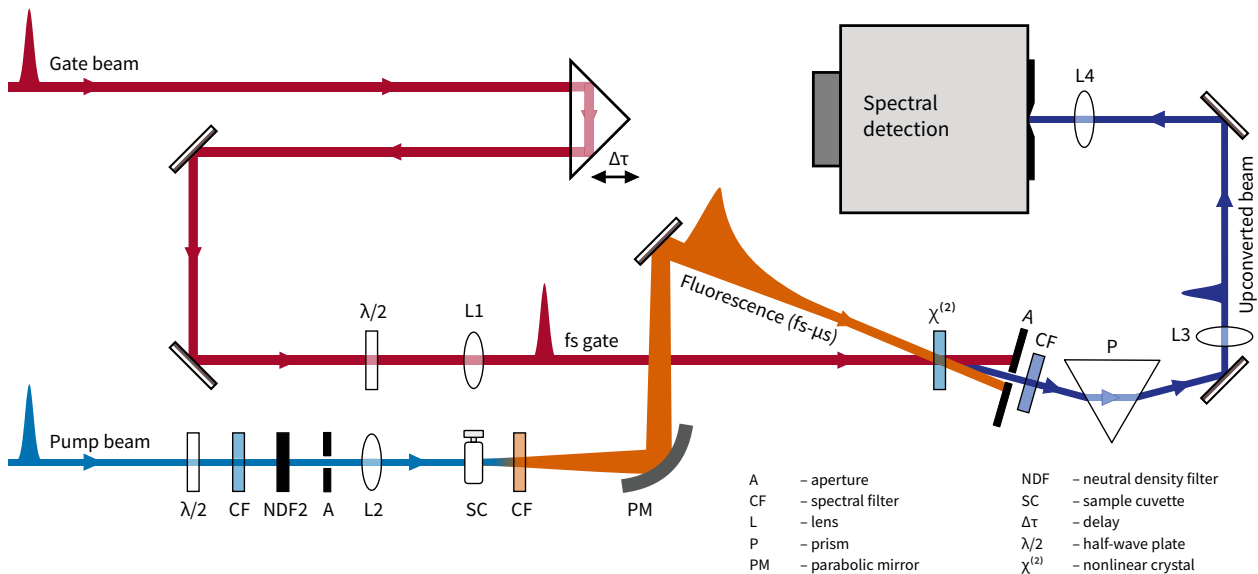 Gate beam
Spectral
detection
L4
Δτ
Upconverted beam
Fluorescence (fs-μs)
λ/2
L1
fs gate
χ⁽²⁾
A
CF
P
L3
Pump beam
λ/2
CF
NDF2
A
L2
SC
CF
PM
A – aperture
CF – spectral filter
L – lens
P – prism
PM – parabolic mirror
NDF – neutral density filter
SC – sample cuvette
Δτ – delay
λ/2 – half-wave plate
χ⁽²⁾ – nonlinear crystal